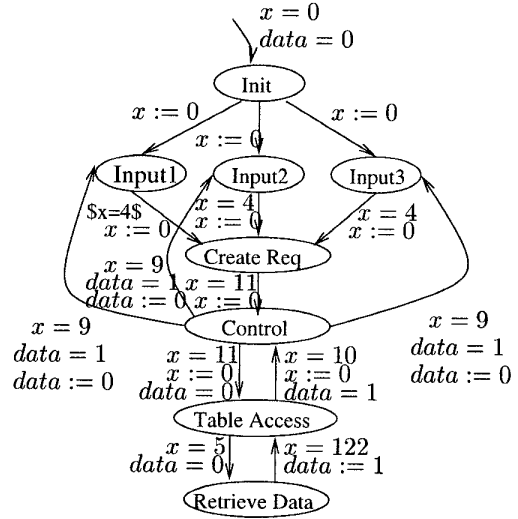 x = 0
data = 0
Init
x := 0
x := 0
x := 0
Input1
Input2
Input3
$x=4$
x := 0
x = 4
x := 0
x = 4
x := 0
Create Req
x = 9
data = 1
data := 0
x = 11
x := 0
Control
x = 9
data = 1
data := 0
x = 9
data = 1
data := 0
x = 11
x := 0
data = 0
x = 10
x := 0
data = 1
Table Access
x = 5
data = 0
x = 122
data := 1
Retrieve Data